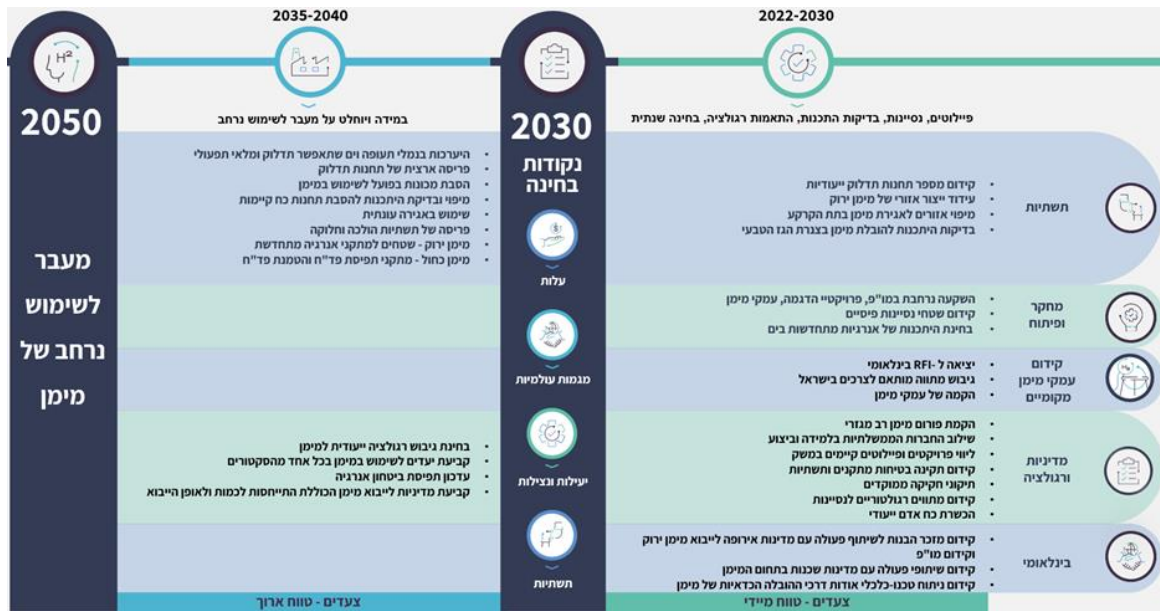 2022-2030
פיילוטים, נסיינות, בדיקות התכנות, התאמות רגולציה, בחינה שנתית
תשתיות
קידום מספר תחנות תדלוק ייעודיות
עידוד ייצור אזורי של מימן ירוק
מיפוי אזורים לאגירת מימן בתת הקרקע
בדיקות היתכנות להובלת מימן בצנרת הגז הטבעי
מחקר
ופיתוח
השקעה נרחבת במו"פ, פרויקטיי הדגמה, עמקי מימן
קידום שטחי נסיינות פיסיים
בחינת היתכנות של אנרגיות מתחדשות בים
קידום
עמקי מימן
מקומיים
יציאה ל -RFI בינלאומי
גיבוש מתווה מותאם לצרכים בישראל
הקמה של עמקי מימן
מדיניות
ורגולציה
הקמת פורום מימן רב מגזרי
שילוב החברות הממשלתיות בלמידה וביצוע
ליווי פרויקטים ופיילוטים קיימים במשק
קידום תקינה בטיחות מתקנים ותשתיות
תיקוני חקיקה ממוקדים
קידום מתווים רגולטוריים לנסיינות
הכשרת כח אדם ייעודי
בינלאומי
קידום מזכר הבנות לשיתוף פעולה עם מדינות אירופה לייבוא מימן ירוק
וקידום מו"פ
קידום שיתופי פעולה עם מדינות שכנות בתחום המימן
קידום ניתוח טכנו-כלכלי אודות דרכי ההובלה הכדאיות של מימן
צעדים - טווח מיידי
2030
נקודות
בחינה
עלות
מגמות עולמיות
יעילות ונצילות
תשתיות
2035-2040
במידה ויוחלט על מעבר לשימוש נרחב
היערכות בנמלי תעופה וים שתאפשר תדלוק ומלאי תפעולי
פריסה ארצית של תחנות תדלוק
הסבת מכונות בפועל לשימוש במימן
מיפוי ובדיקת היתכנות להסבת תחנות כח קיימות
שימוש באגירה עונתית
פריסה של תשתיות הולכה וחלוקה
מימן ירוק - שטחים למתקני אנרגיה מתחדשת
מימן כחול - מתקני תפיסת פד"ח והטמנת פד"ח
בחינת גיבוש רגולציה ייעודית למימן
קביעת יעדים לשימוש במימן בכל אחד מהסקטורים
עדכון תפיסת ביטחון אנרגיה
קביעת מדיניות לייבוא מימן הכוללת התייחסות לכמות ולאופן הייבוא
צעדים - טווח ארוך
H²
2050
מעבר
לשימוש
נרחב של
מימן